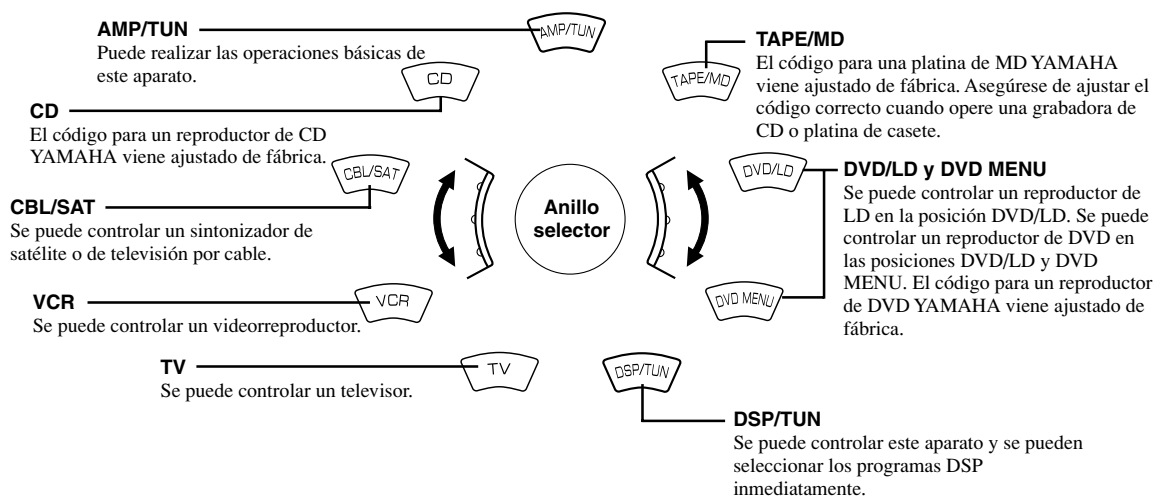 AMP/TUN
Puede realizar las operaciones básicas de
este aparato.
AMP/TUN
CD
El código para un reproductor de CD
YAMAHA viene ajustado de fábrica.
CD
CBL/SAT
Se puede controlar un sintonizador de
satélite o de televisión por cable.
CBL/SAT
VCR
Se puede controlar un videorreproductor.
VCR
TV
Se puede controlar un televisor.
TV
Anillo
selector
TAPE/MD
TAPE/MD
El código para una platina de MD YAMAHA
viene ajustado de fábrica. Asegúrese de ajustar el
código correcto cuando opere una grabadora de
CD o platina de casete.
DVD/LD
DVD/LD y DVD MENU
Se puede controlar un reproductor de
LD en la posición DVD/LD. Se puede
controlar un reproductor de DVD en
las posiciones DVD/LD y DVD
MENU. El código para un reproductor
de DVD YAMAHA viene ajustado de
fábrica.
DVD MENU
DSP/TUN
DSP/TUN
Se puede controlar este aparato y se pueden
seleccionar los programas DSP
inmediatamente.